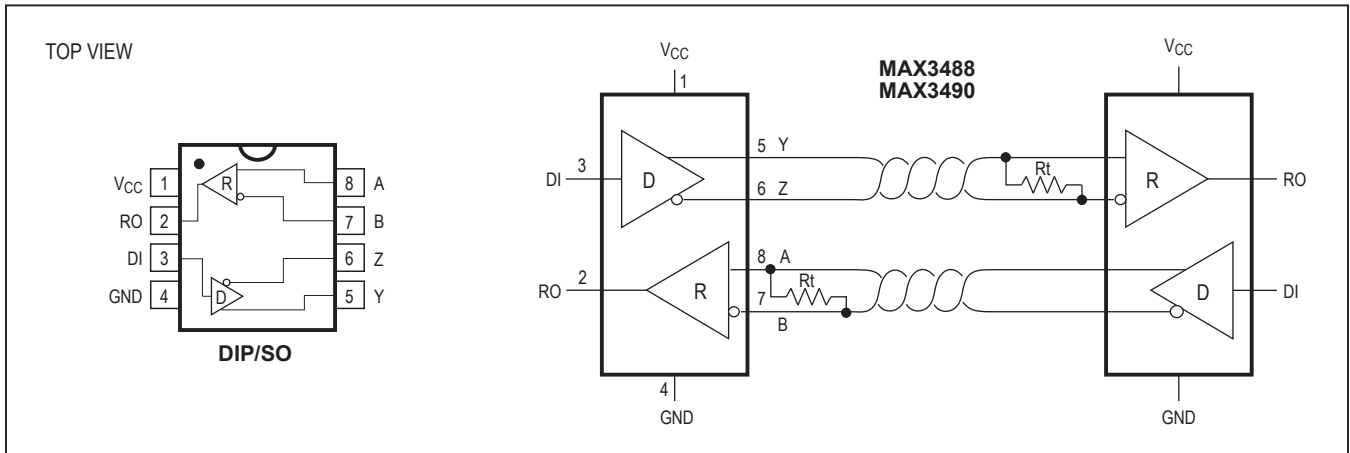 TOP VIEW
VCC 1
RO 2
DI 3
GND 4
8 A
7 B
6 Z
5 Y
R
D
DIP/SO
MAX3488
MAX3490
VCC
1
DI 3
D
5 Y
6 Z
Rt
R
RO
RO 2
R
8 A
7
B
Rt
D
DI
4
GND
VCC
GND